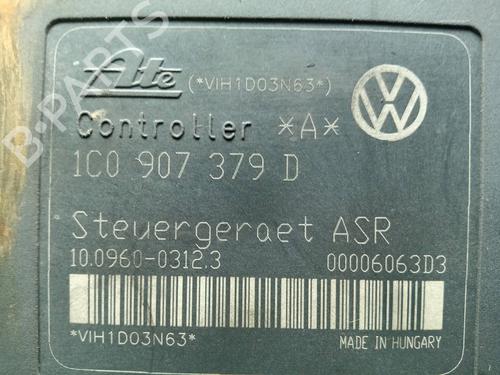 Ate (*VIH1D03N63*)
Controller *A*
1C0 907 379 D
Steuergeraet ASR
10.0960-0312.3 00006063D3
*VIH1D03N63*
MADE IN HUNGARY
B-PARTS